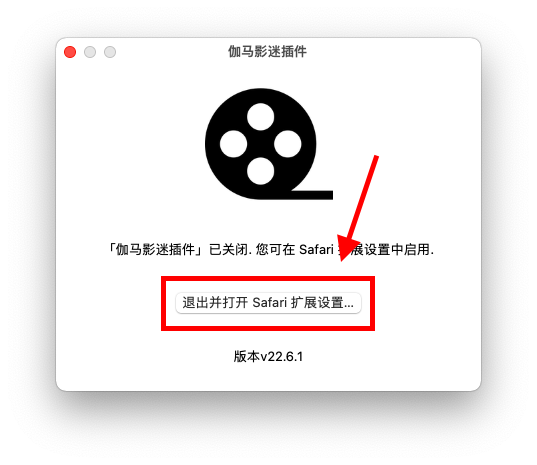 伽马影迷插件
「伽马影迷插件」已关闭. 您可在 Safari 扩展设置中启用.
退出并打开 Safari 扩展设置...
版本v22.6.1